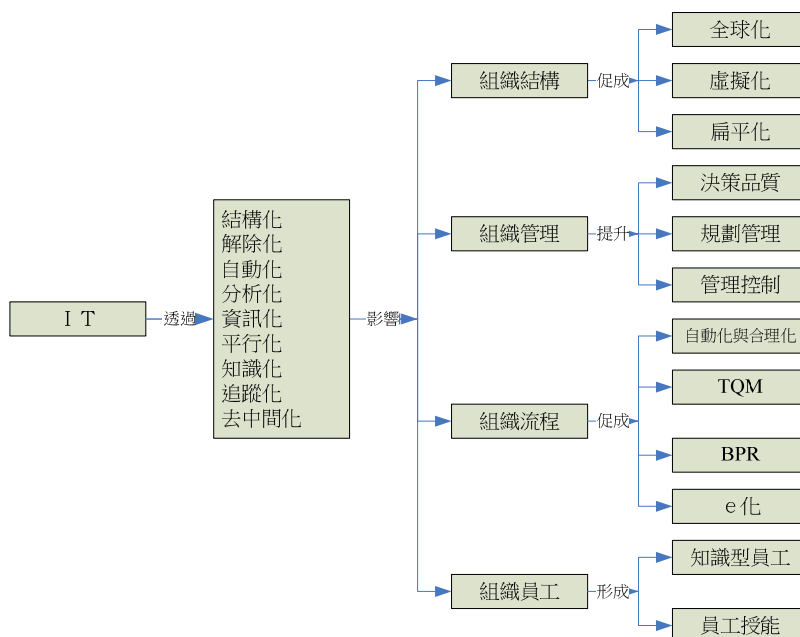 ＩＴ
透過
結構化
解除化
自動化
分析化
資訊化
平行化
知識化
追蹤化
去中間化
影響
組織結構
促成
全球化
虛擬化
扁平化
組織管理
提升
決策品質
規劃管理
管理控制
組織流程
促成
自動化與合理化
TQM
BPR
ｅ化
組織員工
形成
知識型員工
員工授能